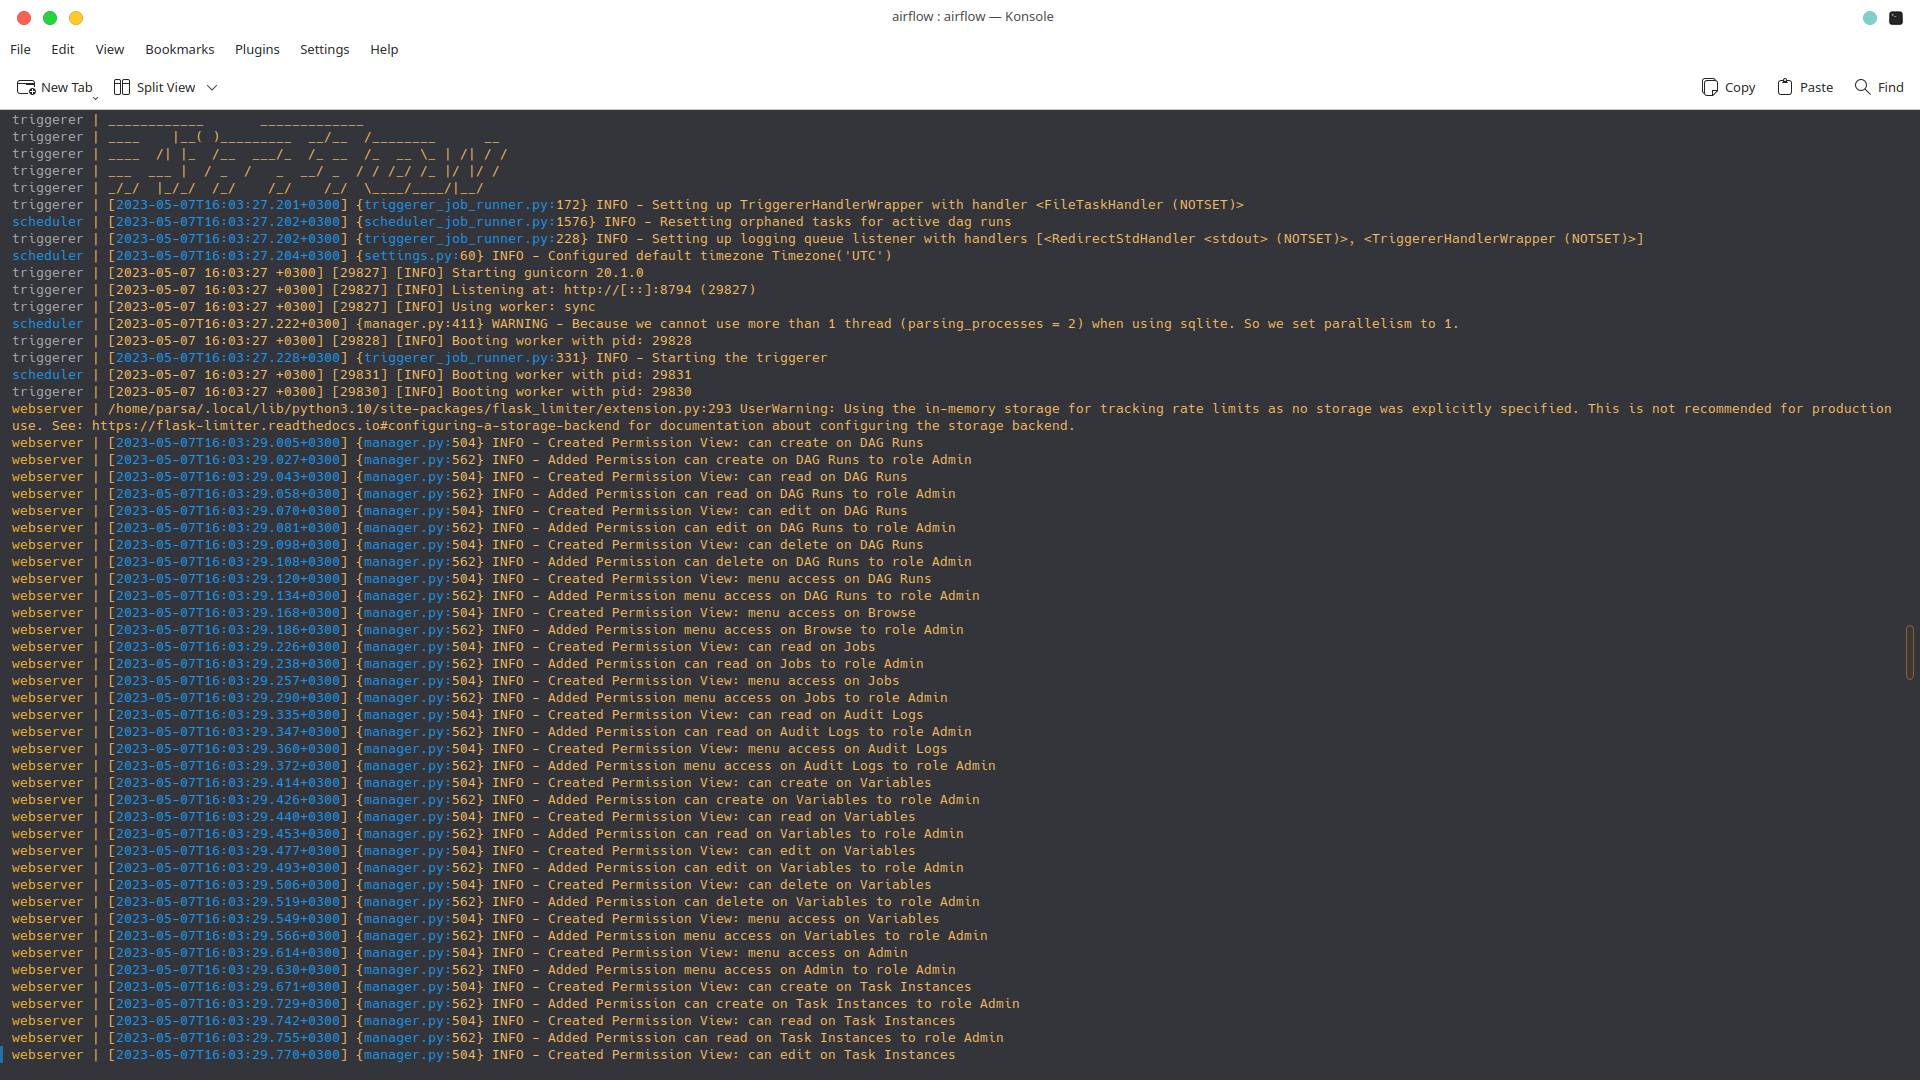 airflow : airflow — Konsole
File Edit View Bookmarks Plugins Settings Help
New Tab Split View Copy Paste Find
triggerer | ____________       _____________
triggerer | ____    |__( )_________  __/__  /________      __
triggerer | ____  /| |_  /__  ___/_  /_ __  /_  __ \_ | /| / /
triggerer | ___  ___ |  / _  /   _  __/ _  / / /_/ /_ |/ |/ /
triggerer | _/_/  |_/_/  /_/    /_/    /_/  \____/____/|__/
triggerer | [2023-05-07T16:03:27.201+0300] {triggerer_job_runner.py:172} INFO - Setting up TriggererHandlerWrapper with handler <FileTaskHandler (NOTSET)>
scheduler | [2023-05-07T16:03:27.202+0300] {scheduler_job_runner.py:1576} INFO - Resetting orphaned tasks for active dag runs
triggerer | [2023-05-07T16:03:27.202+0300] {triggerer_job_runner.py:228} INFO - Setting up logging queue listener with handlers [<RedirectStdHandler <stdout> (NOTSET)>, <TriggererHandlerWrapper (NOTSET)>]
scheduler | [2023-05-07T16:03:27.204+0300] {settings.py:60} INFO - Configured default timezone Timezone('UTC')
triggerer | [2023-05-07 16:03:27 +0300] [29827] [INFO] Starting gunicorn 20.1.0
triggerer | [2023-05-07 16:03:27 +0300] [29827] [INFO] Listening at: http://[::]:8794 (29827)
triggerer | [2023-05-07 16:03:27 +0300] [29827] [INFO] Using worker: sync
scheduler | [2023-05-07T16:03:27.222+0300] {manager.py:411} WARNING - Because we cannot use more than 1 thread (parsing_processes = 2) when using sqlite. So we set parallelism to 1.
triggerer | [2023-05-07 16:03:27 +0300] [29828] [INFO] Booting worker with pid: 29828
triggerer | [2023-05-07T16:03:27.228+0300] {triggerer_job_runner.py:331} INFO - Starting the triggerer
scheduler | [2023-05-07 16:03:27 +0300] [29831] [INFO] Booting worker with pid: 29831
triggerer | [2023-05-07 16:03:27 +0300] [29830] [INFO] Booting worker with pid: 29830
webserver | /home/parsa/.local/lib/python3.10/site-packages/flask_limiter/extension.py:293 UserWarning: Using the in-memory storage for tracking rate limits as no storage was explicitly specified. This is not recommended for production
use. See: https://flask-limiter.readthedocs.io#configuring-a-storage-backend for documentation about configuring the storage backend.
webserver | [2023-05-07T16:03:29.005+0300] {manager.py:504} INFO - Created Permission View: can create on DAG Runs
webserver | [2023-05-07T16:03:29.027+0300] {manager.py:562} INFO - Added Permission can create on DAG Runs to role Admin
webserver | [2023-05-07T16:03:29.043+0300] {manager.py:504} INFO - Created Permission View: can read on DAG Runs
webserver | [2023-05-07T16:03:29.058+0300] {manager.py:562} INFO - Added Permission can read on DAG Runs to role Admin
webserver | [2023-05-07T16:03:29.070+0300] {manager.py:504} INFO - Created Permission View: can edit on DAG Runs
webserver | [2023-05-07T16:03:29.081+0300] {manager.py:562} INFO - Added Permission can edit on DAG Runs to role Admin
webserver | [2023-05-07T16:03:29.098+0300] {manager.py:504} INFO - Created Permission View: can delete on DAG Runs
webserver | [2023-05-07T16:03:29.108+0300] {manager.py:562} INFO - Added Permission can delete on DAG Runs to role Admin
webserver | [2023-05-07T16:03:29.120+0300] {manager.py:504} INFO - Created Permission View: menu access on DAG Runs
webserver | [2023-05-07T16:03:29.134+0300] {manager.py:562} INFO - Added Permission menu access on DAG Runs to role Admin
webserver | [2023-05-07T16:03:29.168+0300] {manager.py:504} INFO - Created Permission View: menu access on Browse
webserver | [2023-05-07T16:03:29.186+0300] {manager.py:562} INFO - Added Permission menu access on Browse to role Admin
webserver | [2023-05-07T16:03:29.226+0300] {manager.py:504} INFO - Created Permission View: can read on Jobs
webserver | [2023-05-07T16:03:29.238+0300] {manager.py:562} INFO - Added Permission can read on Jobs to role Admin
webserver | [2023-05-07T16:03:29.257+0300] {manager.py:504} INFO - Created Permission View: menu access on Jobs
webserver | [2023-05-07T16:03:29.290+0300] {manager.py:562} INFO - Added Permission menu access on Jobs to role Admin
webserver | [2023-05-07T16:03:29.335+0300] {manager.py:504} INFO - Created Permission View: can read on Audit Logs
webserver | [2023-05-07T16:03:29.347+0300] {manager.py:562} INFO - Added Permission can read on Audit Logs to role Admin
webserver | [2023-05-07T16:03:29.360+0300] {manager.py:504} INFO - Created Permission View: menu access on Audit Logs
webserver | [2023-05-07T16:03:29.372+0300] {manager.py:562} INFO - Added Permission menu access on Audit Logs to role Admin
webserver | [2023-05-07T16:03:29.414+0300] {manager.py:504} INFO - Created Permission View: can create on Variables
webserver | [2023-05-07T16:03:29.426+0300] {manager.py:562} INFO - Added Permission can create on Variables to role Admin
webserver | [2023-05-07T16:03:29.440+0300] {manager.py:504} INFO - Created Permission View: can read on Variables
webserver | [2023-05-07T16:03:29.453+0300] {manager.py:562} INFO - Added Permission can read on Variables to role Admin
webserver | [2023-05-07T16:03:29.477+0300] {manager.py:504} INFO - Created Permission View: can edit on Variables
webserver | [2023-05-07T16:03:29.493+0300] {manager.py:562} INFO - Added Permission can edit on Variables to role Admin
webserver | [2023-05-07T16:03:29.506+0300] {manager.py:504} INFO - Created Permission View: can delete on Variables
webserver | [2023-05-07T16:03:29.519+0300] {manager.py:562} INFO - Added Permission can delete on Variables to role Admin
webserver | [2023-05-07T16:03:29.549+0300] {manager.py:504} INFO - Created Permission View: menu access on Variables
webserver | [2023-05-07T16:03:29.566+0300] {manager.py:562} INFO - Added Permission menu access on Variables to role Admin
webserver | [2023-05-07T16:03:29.614+0300] {manager.py:504} INFO - Created Permission View: menu access on Admin
webserver | [2023-05-07T16:03:29.630+0300] {manager.py:562} INFO - Added Permission menu access on Admin to role Admin
webserver | [2023-05-07T16:03:29.671+0300] {manager.py:504} INFO - Created Permission View: can create on Task Instances
webserver | [2023-05-07T16:03:29.729+0300] {manager.py:562} INFO - Added Permission can create on Task Instances to role Admin
webserver | [2023-05-07T16:03:29.742+0300] {manager.py:504} INFO - Created Permission View: can read on Task Instances
webserver | [2023-05-07T16:03:29.755+0300] {manager.py:562} INFO - Added Permission can read on Task Instances to role Admin
webserver | [2023-05-07T16:03:29.770+0300] {manager.py:504} INFO - Created Permission View: can edit on Task Instances